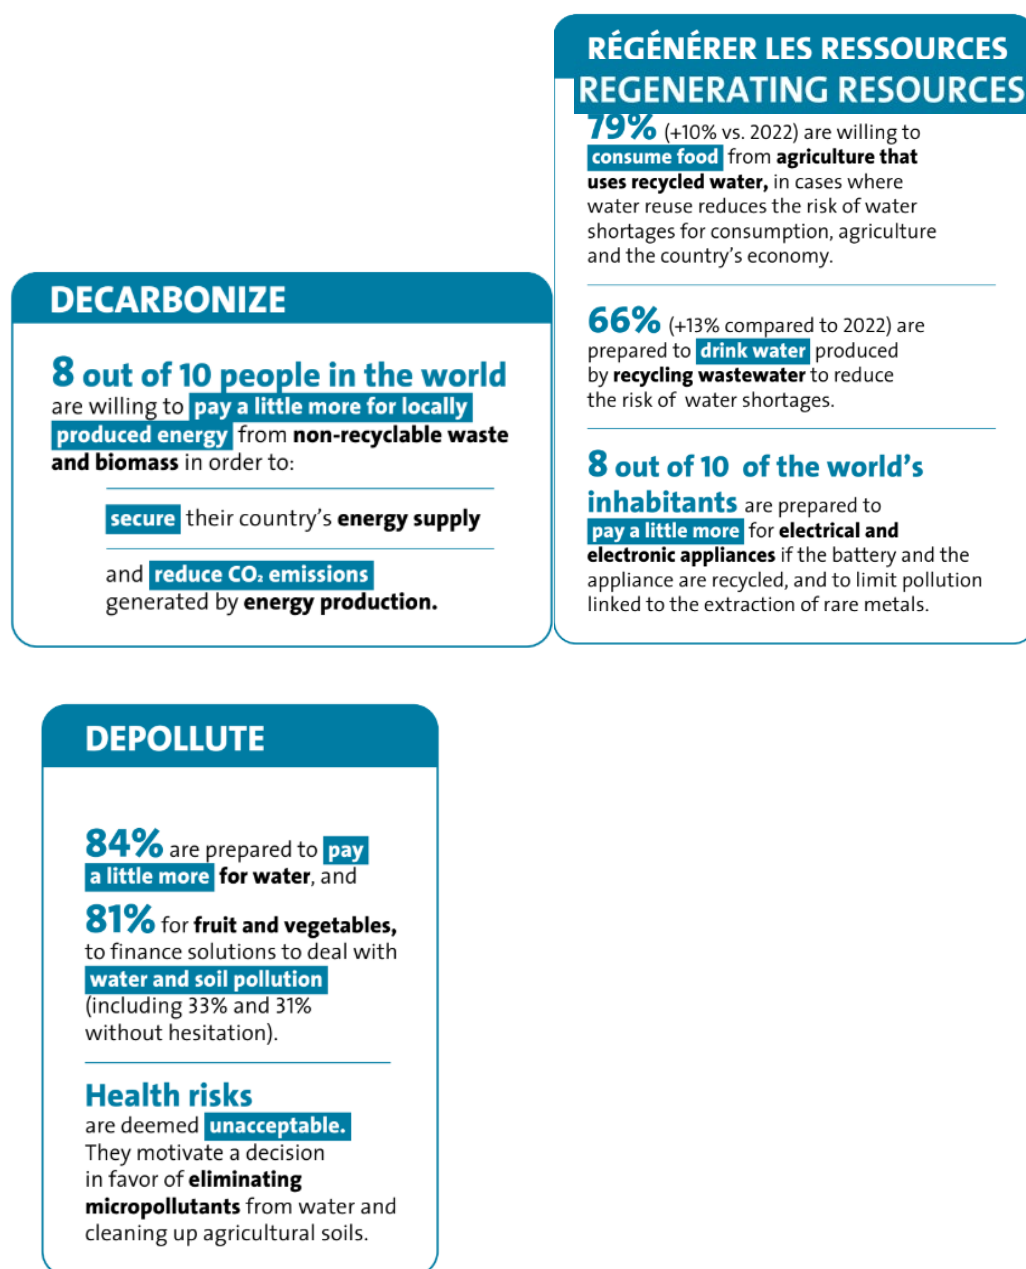 RÉGÉNÉRER LES RESSOURCES
REGENERATING RESOURCES
79% (+10% vs. 2022) are willing to
consume food from agriculture that
uses recycled water, in cases where
water reuse reduces the risk of water
shortages for consumption, agriculture
and the country's economy.
66% (+13% compared to 2022) are
prepared to drink water produced
by recycling wastewater to reduce
the risk of water shortages.
8 out of 10 of the world's
inhabitants are prepared to
pay a little more for electrical and
electronic appliances if the battery and the
appliance are recycled, and to limit pollution
linked to the extraction of rare metals.
DECARBONIZE
8 out of 10 people in the world
are willing to pay a little more for locally
produced energy from non-recyclable waste
and biomass in order to:
secure their country's energy supply
and reduce CO₂ emissions
generated by energy production.
DEPOLLUTE
84% are prepared to pay
a little more for water, and
81% for fruit and vegetables,
to finance solutions to deal with
water and soil pollution
(including 33% and 31%
without hesitation).
Health risks
are deemed unacceptable.
They motivate a decision
in favor of eliminating
micropollutants from water and
cleaning up agricultural soils.